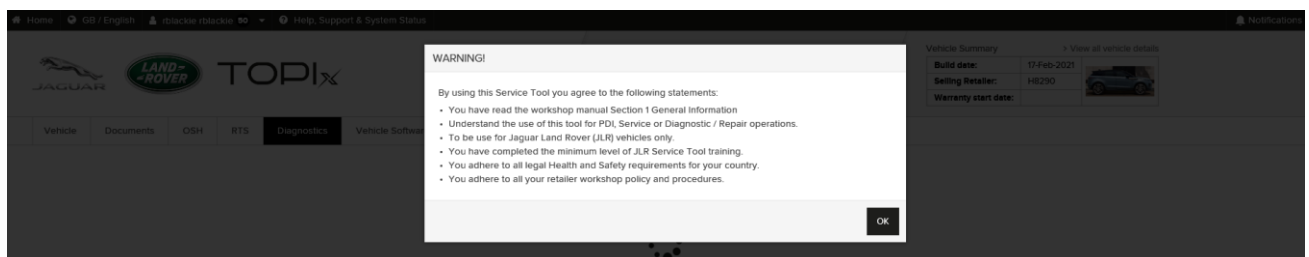 Home GB / English rblackie rblackie 50 Help, Support & System Status Notifications
JAGUAR
LAND-
-ROVER
TOPIx
WARNING!
By using this Service Tool you agree to the following statements:
• You have read the workshop manual Section 1 General Information
• Understand the use of this tool for PDI, Service or Diagnostic / Repair operations.
• To be use for Jaguar Land Rover (JLR) vehicles only.
• You have completed the minimum level of JLR Service Tool training.
• You adhere to all legal Health and Safety requirements for your country.
• You adhere to all your retailer workshop policy and procedures.
OK
Vehicle Summary > View all vehicle details
Build date: 17-Feb-2021
Selling Retailer: H8290
Warranty start date:
Vehicle Documents OSH RTS Diagnostics Vehicle Softwar